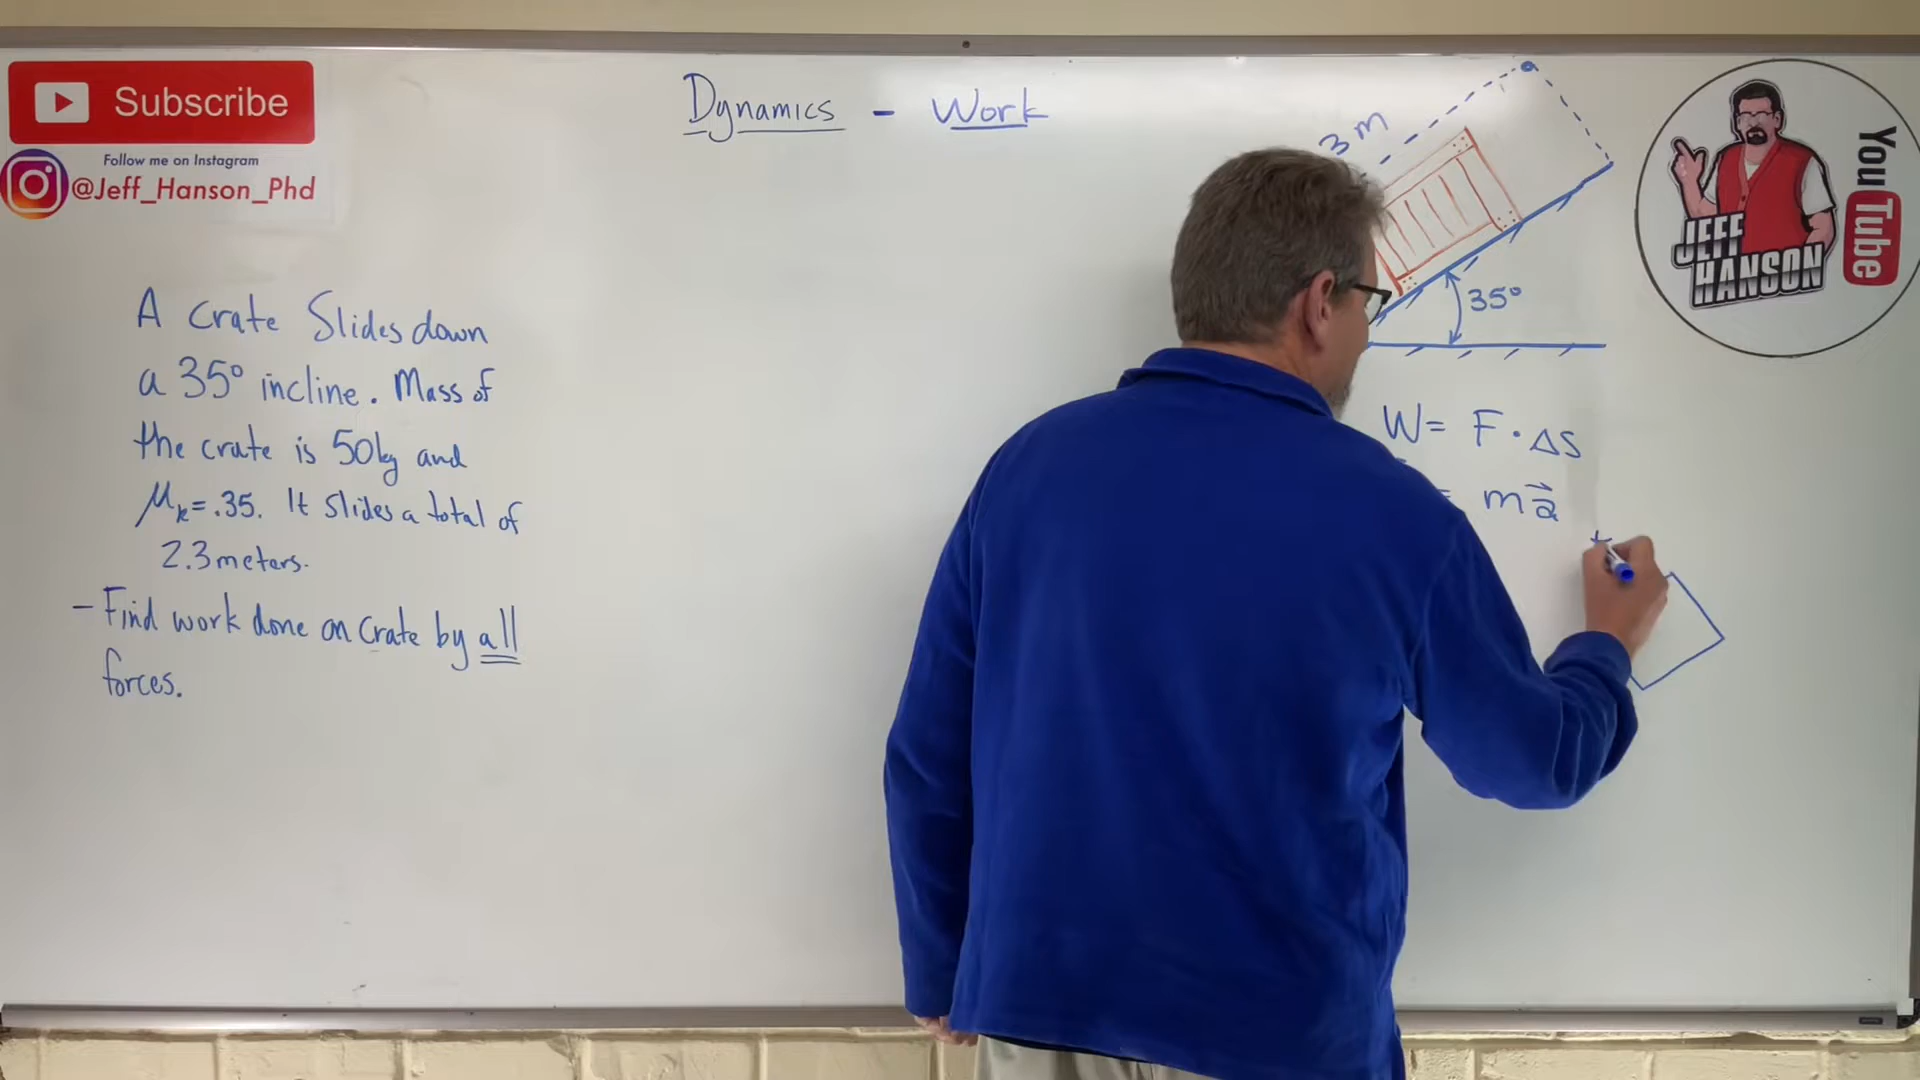 Subscribe
Follow me on Instagram
@Jeff_Hanson_Phd
Dynamics - Work
3 m
35°
YouTube
JEFF
HANSON
A crate Slides down
a 35° incline. Mass of
the crate is 50kg and
μk=.35. It slides a total of
2.3 meters.
- Find work done on crate by all
forces.
W= F·ΔS
= ma⃗